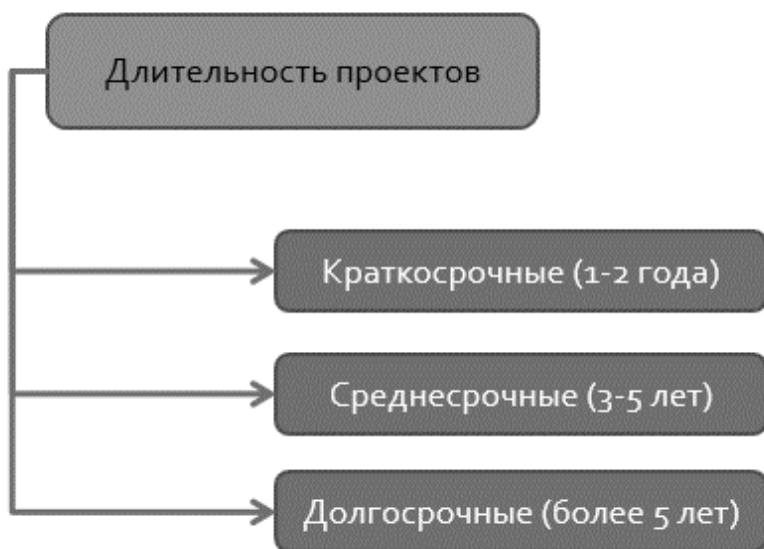 Длительность проектов
Краткосрочные (1-2 года)
Среднесрочные (3-5 лет)
Долгосрочные (более 5 лет)